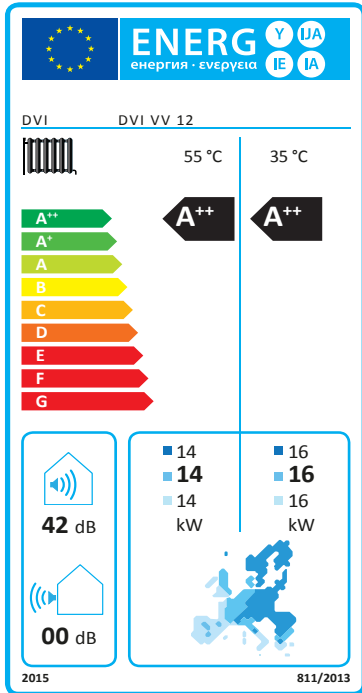 ENERG Y IJA
енергия · ενεργεια IE IA
DVI DVI VV 12
55 °C 35 °C
A++ A++
A++
A+
A
B
C
D
E
F
G
42 dB
00 dB
14 16
14 16
14 16
kW kW
2015 811/2013